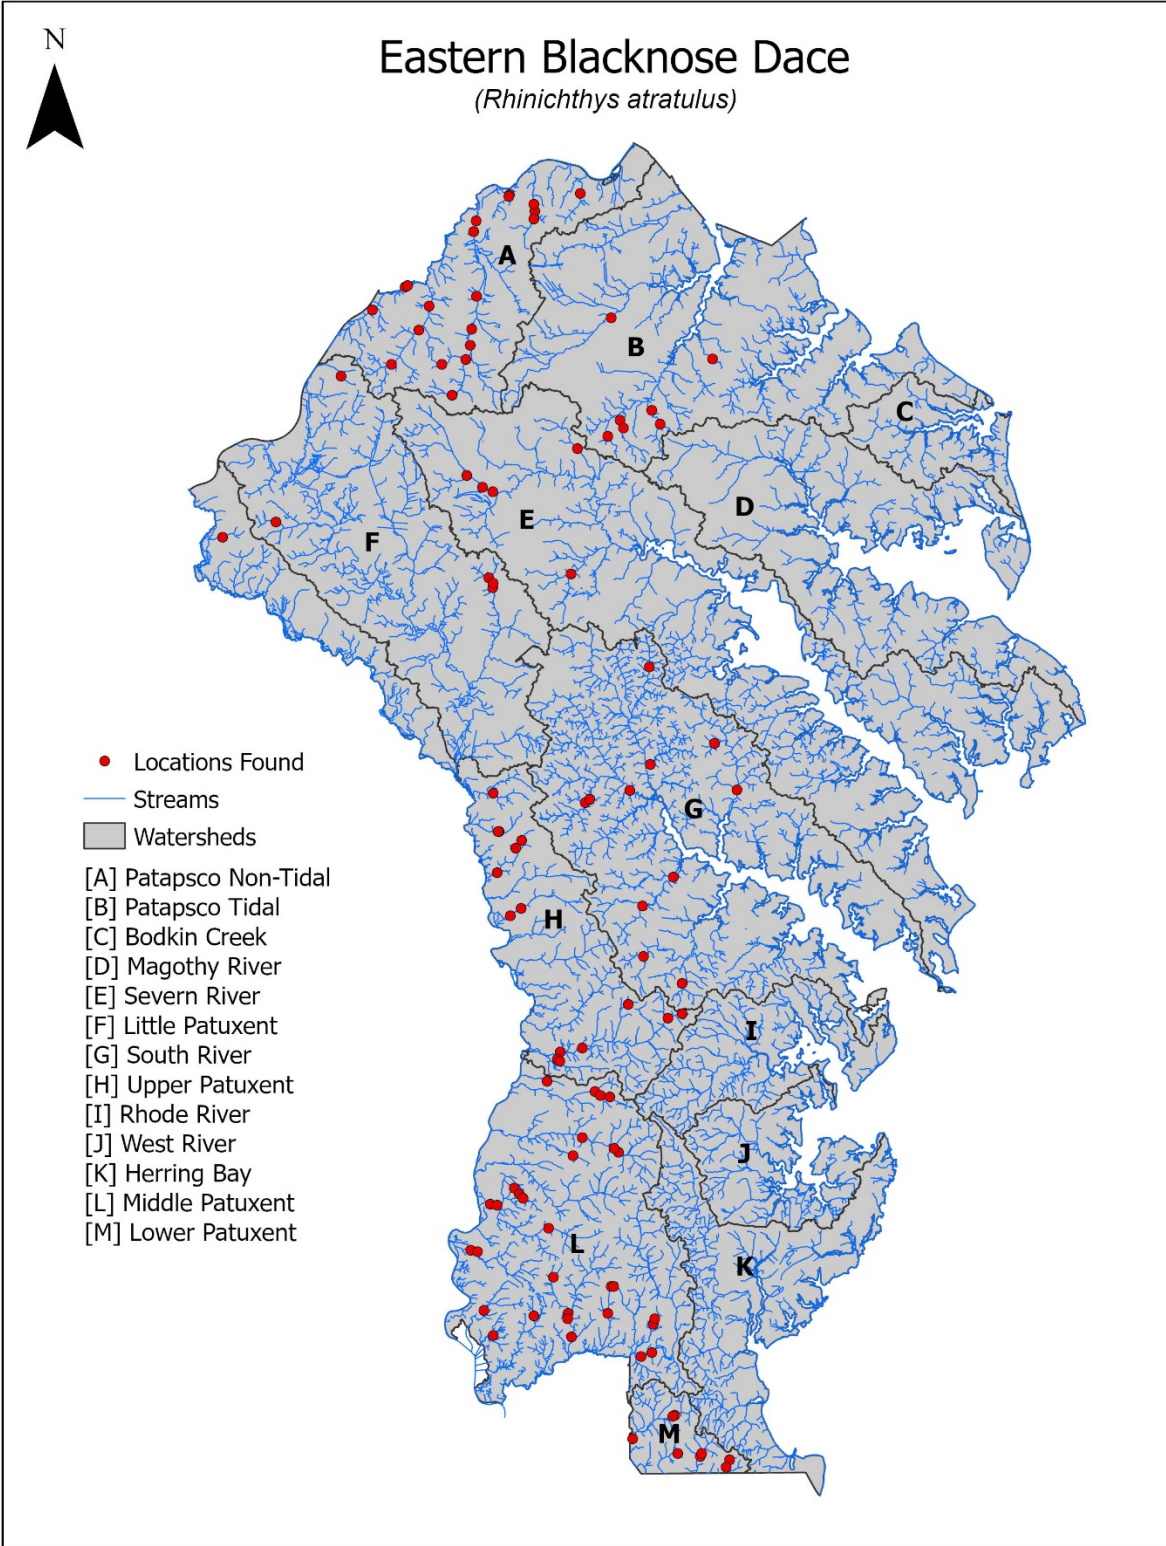 N
Eastern Blacknose Dace
(Rhinichthys atratulus)
A
B
C
D
E
F
G
H
I
J
K
L
M
Locations Found
Streams
Watersheds
[A] Patapsco Non-Tidal
[B] Patapsco Tidal
[C] Bodkin Creek
[D] Magothy River
[E] Severn River
[F] Little Patuxent
[G] South River
[H] Upper Patuxent
[I] Rhode River
[J] West River
[K] Herring Bay
[L] Middle Patuxent
[M] Lower Patuxent